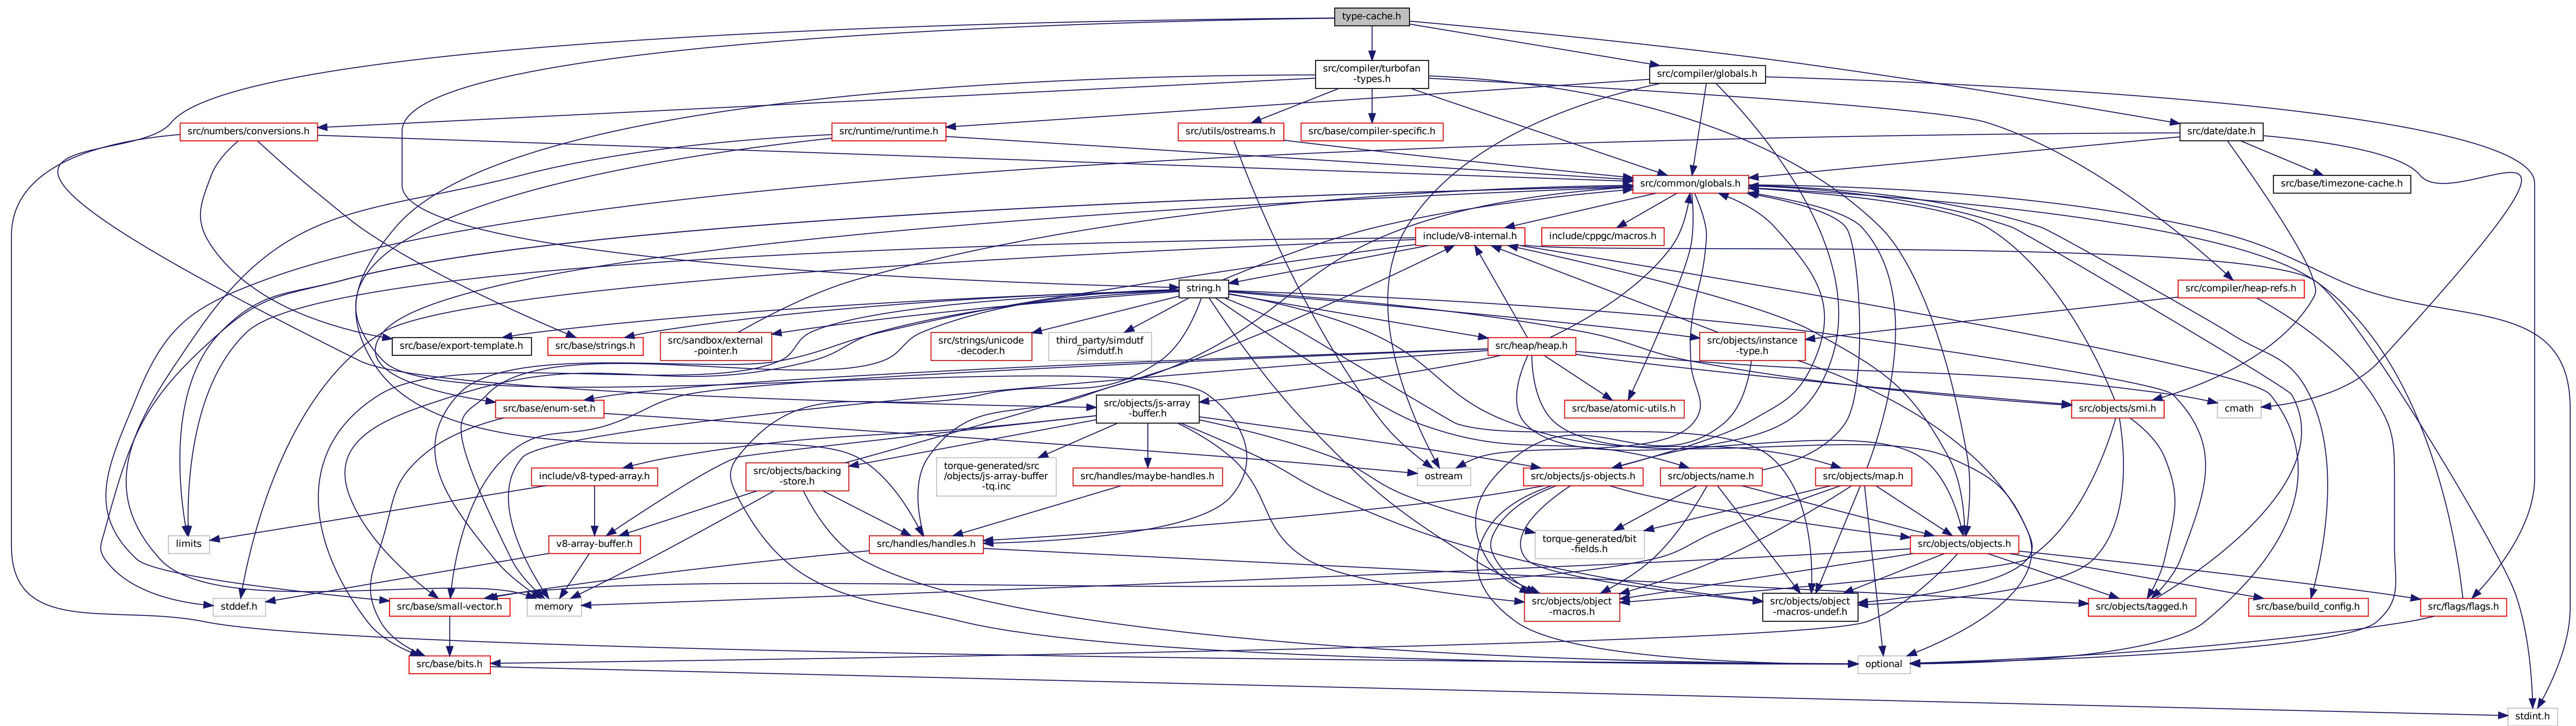 type-cache.h
src/compiler/turbofan
-types.h
src/compiler/globals.h
src/numbers/conversions.h
src/runtime/runtime.h
src/utils/ostreams.h
src/base/compiler-specific.h
src/date/date.h
src/common/globals.h
src/base/timezone-cache.h
include/v8-internal.h
include/cppgc/macros.h
string.h
src/compiler/heap-refs.h
src/base/export-template.h
src/base/strings.h
src/sandbox/external
-pointer.h
src/strings/unicode
-decoder.h
third_party/simdutf
/simdutf.h
src/heap/heap.h
src/objects/instance
-type.h
src/base/enum-set.h
src/objects/js-array
-buffer.h
src/base/atomic-utils.h
src/objects/smi.h
cmath
include/v8-typed-array.h
src/objects/backing
-store.h
torque-generated/src
/objects/js-array-buffer
-tq.inc
src/handles/maybe-handles.h
ostream
src/objects/js-objects.h
src/objects/name.h
src/objects/map.h
limits
v8-array-buffer.h
src/handles/handles.h
torque-generated/bit
-fields.h
src/objects/objects.h
stddef.h
src/base/small-vector.h
memory
src/objects/object
-macros.h
src/objects/object
-macros-undef.h
src/objects/tagged.h
src/base/build_config.h
src/flags/flags.h
src/base/bits.h
optional
stdint.h